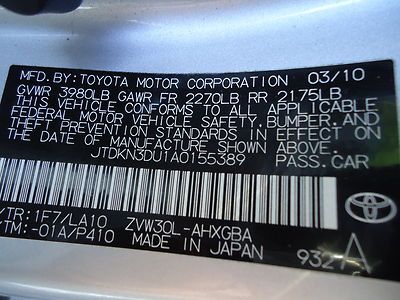 MFD.BY:TOYOTA MOTOR CORPORATION 03/10
GVWR 3980LB GAWR FR 2270LB RR 2175LB
THIS VEHICLE CONFORMS TO ALL APPLICABLE
FEDERAL MOTOR VEHICLE SAFETY,BUMPER,AND
THEFT PREVENTION STANDARDS IN EFFECT ON
THE DATE OF MANUFACTURE SHOWN ABOVE.
JTDKN3DU1A0155389 PASS.CAR
/TR:1F7/LA10 ZVW30L-AHXGBA
/TM:-01A/P410 MADE IN JAPAN 932A
TOYOTA